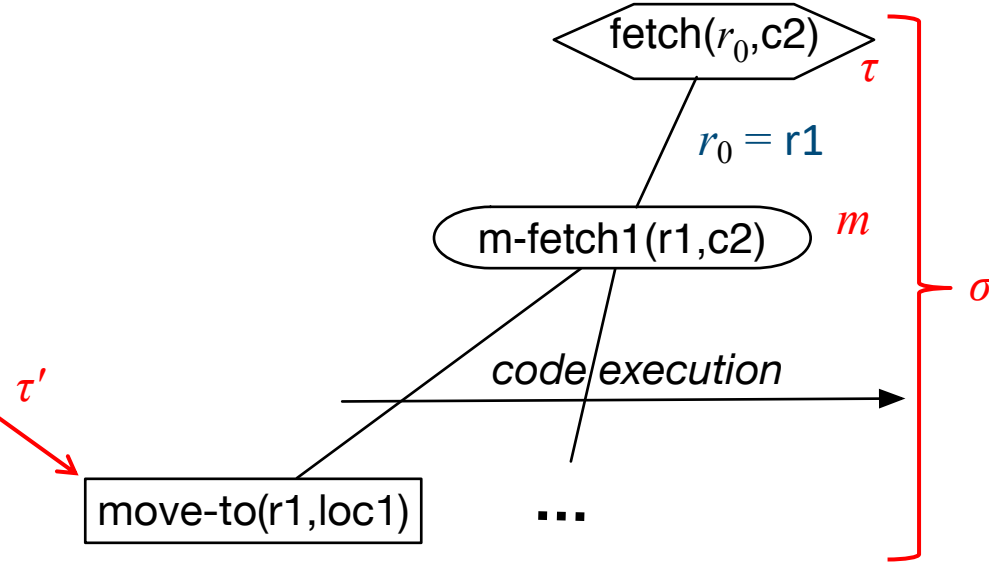 fetch(r₀,c2)
τ
r₀ = r1
m-fetch1(r1,c2)
m
σ
code execution
τ′
move-to(r1,loc1)
...